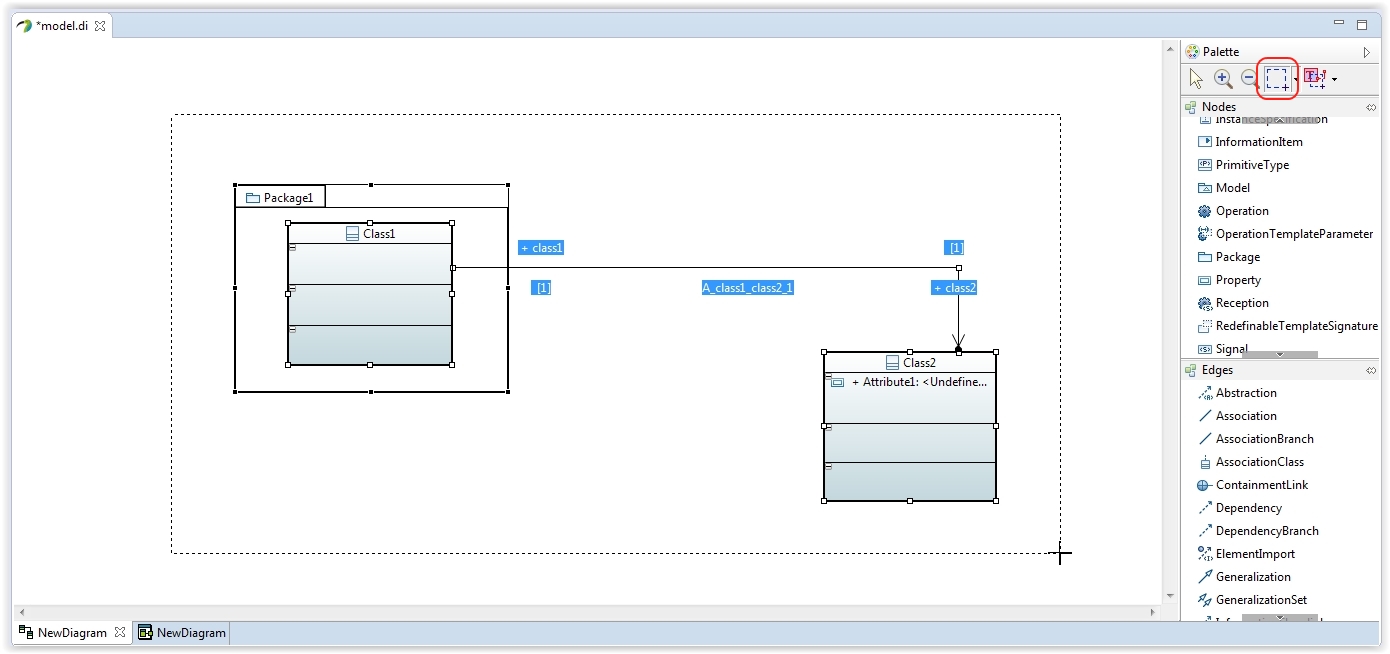 *model.di
Palette
Nodes
InstanceSpecification
InformationItem
PrimitiveType
Model
Operation
OperationTemplateParameter
Package
Property
Reception
RedefinableTemplateSignature
Signal
Edges
Abstraction
Association
AssociationBranch
AssociationClass
ContainmentLink
Dependency
DependencyBranch
ElementImport
Generalization
GeneralizationSet
Package1
Class1
+ class1
[1]
[1]
A_class1_class2_1
+ class2
Class2
+ Attribute1: <Undefine...
NewDiagram
NewDiagram